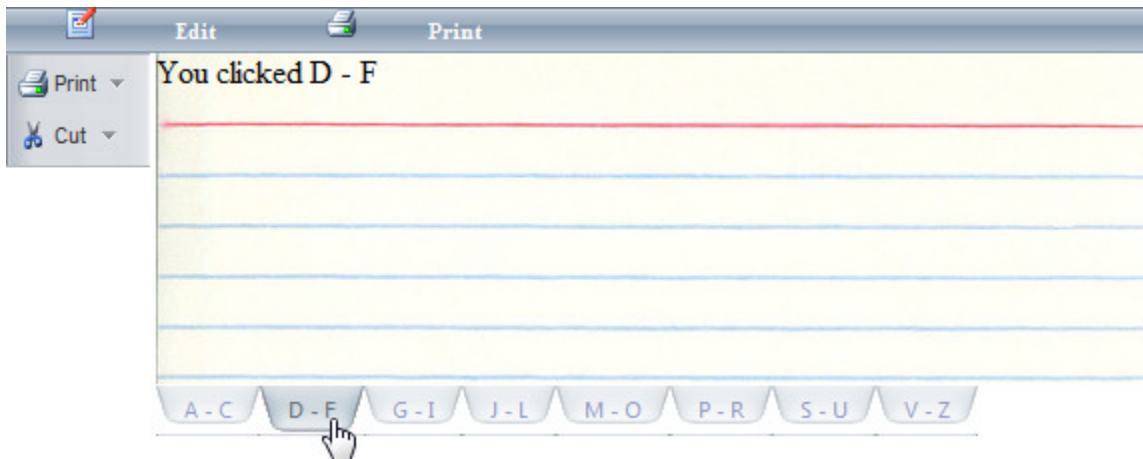 Edit Print
Print
Cut
You clicked D - F
A - C D - F G - I J - L M - O P - R S - U V - Z